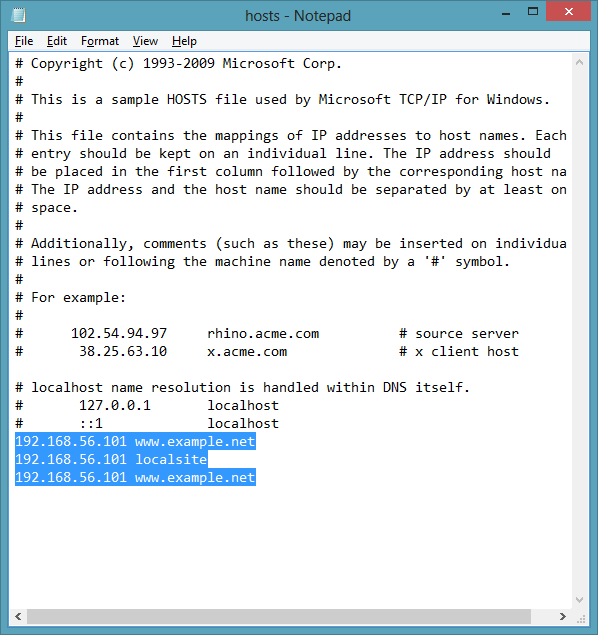 hosts - Notepad
File Edit Format View Help
# Copyright (c) 1993-2009 Microsoft Corp.
#
# This is a sample HOSTS file used by Microsoft TCP/IP for Windows.
#
# This file contains the mappings of IP addresses to host names. Each
# entry should be kept on an individual line. The IP address should
# be placed in the first column followed by the corresponding host na
# The IP address and the host name should be separated by at least on
# space.
#
# Additionally, comments (such as these) may be inserted on individua
# lines or following the machine name denoted by a '#' symbol.
#
# For example:
#
#      102.54.94.97     rhino.acme.com          # source server
#       38.25.63.10     x.acme.com              # x client host

# localhost name resolution is handled within DNS itself.
#       127.0.0.1       localhost
#       ::1             localhost
192.168.56.101 www.example.net
192.168.56.101 localsite
192.168.56.101 www.example.net